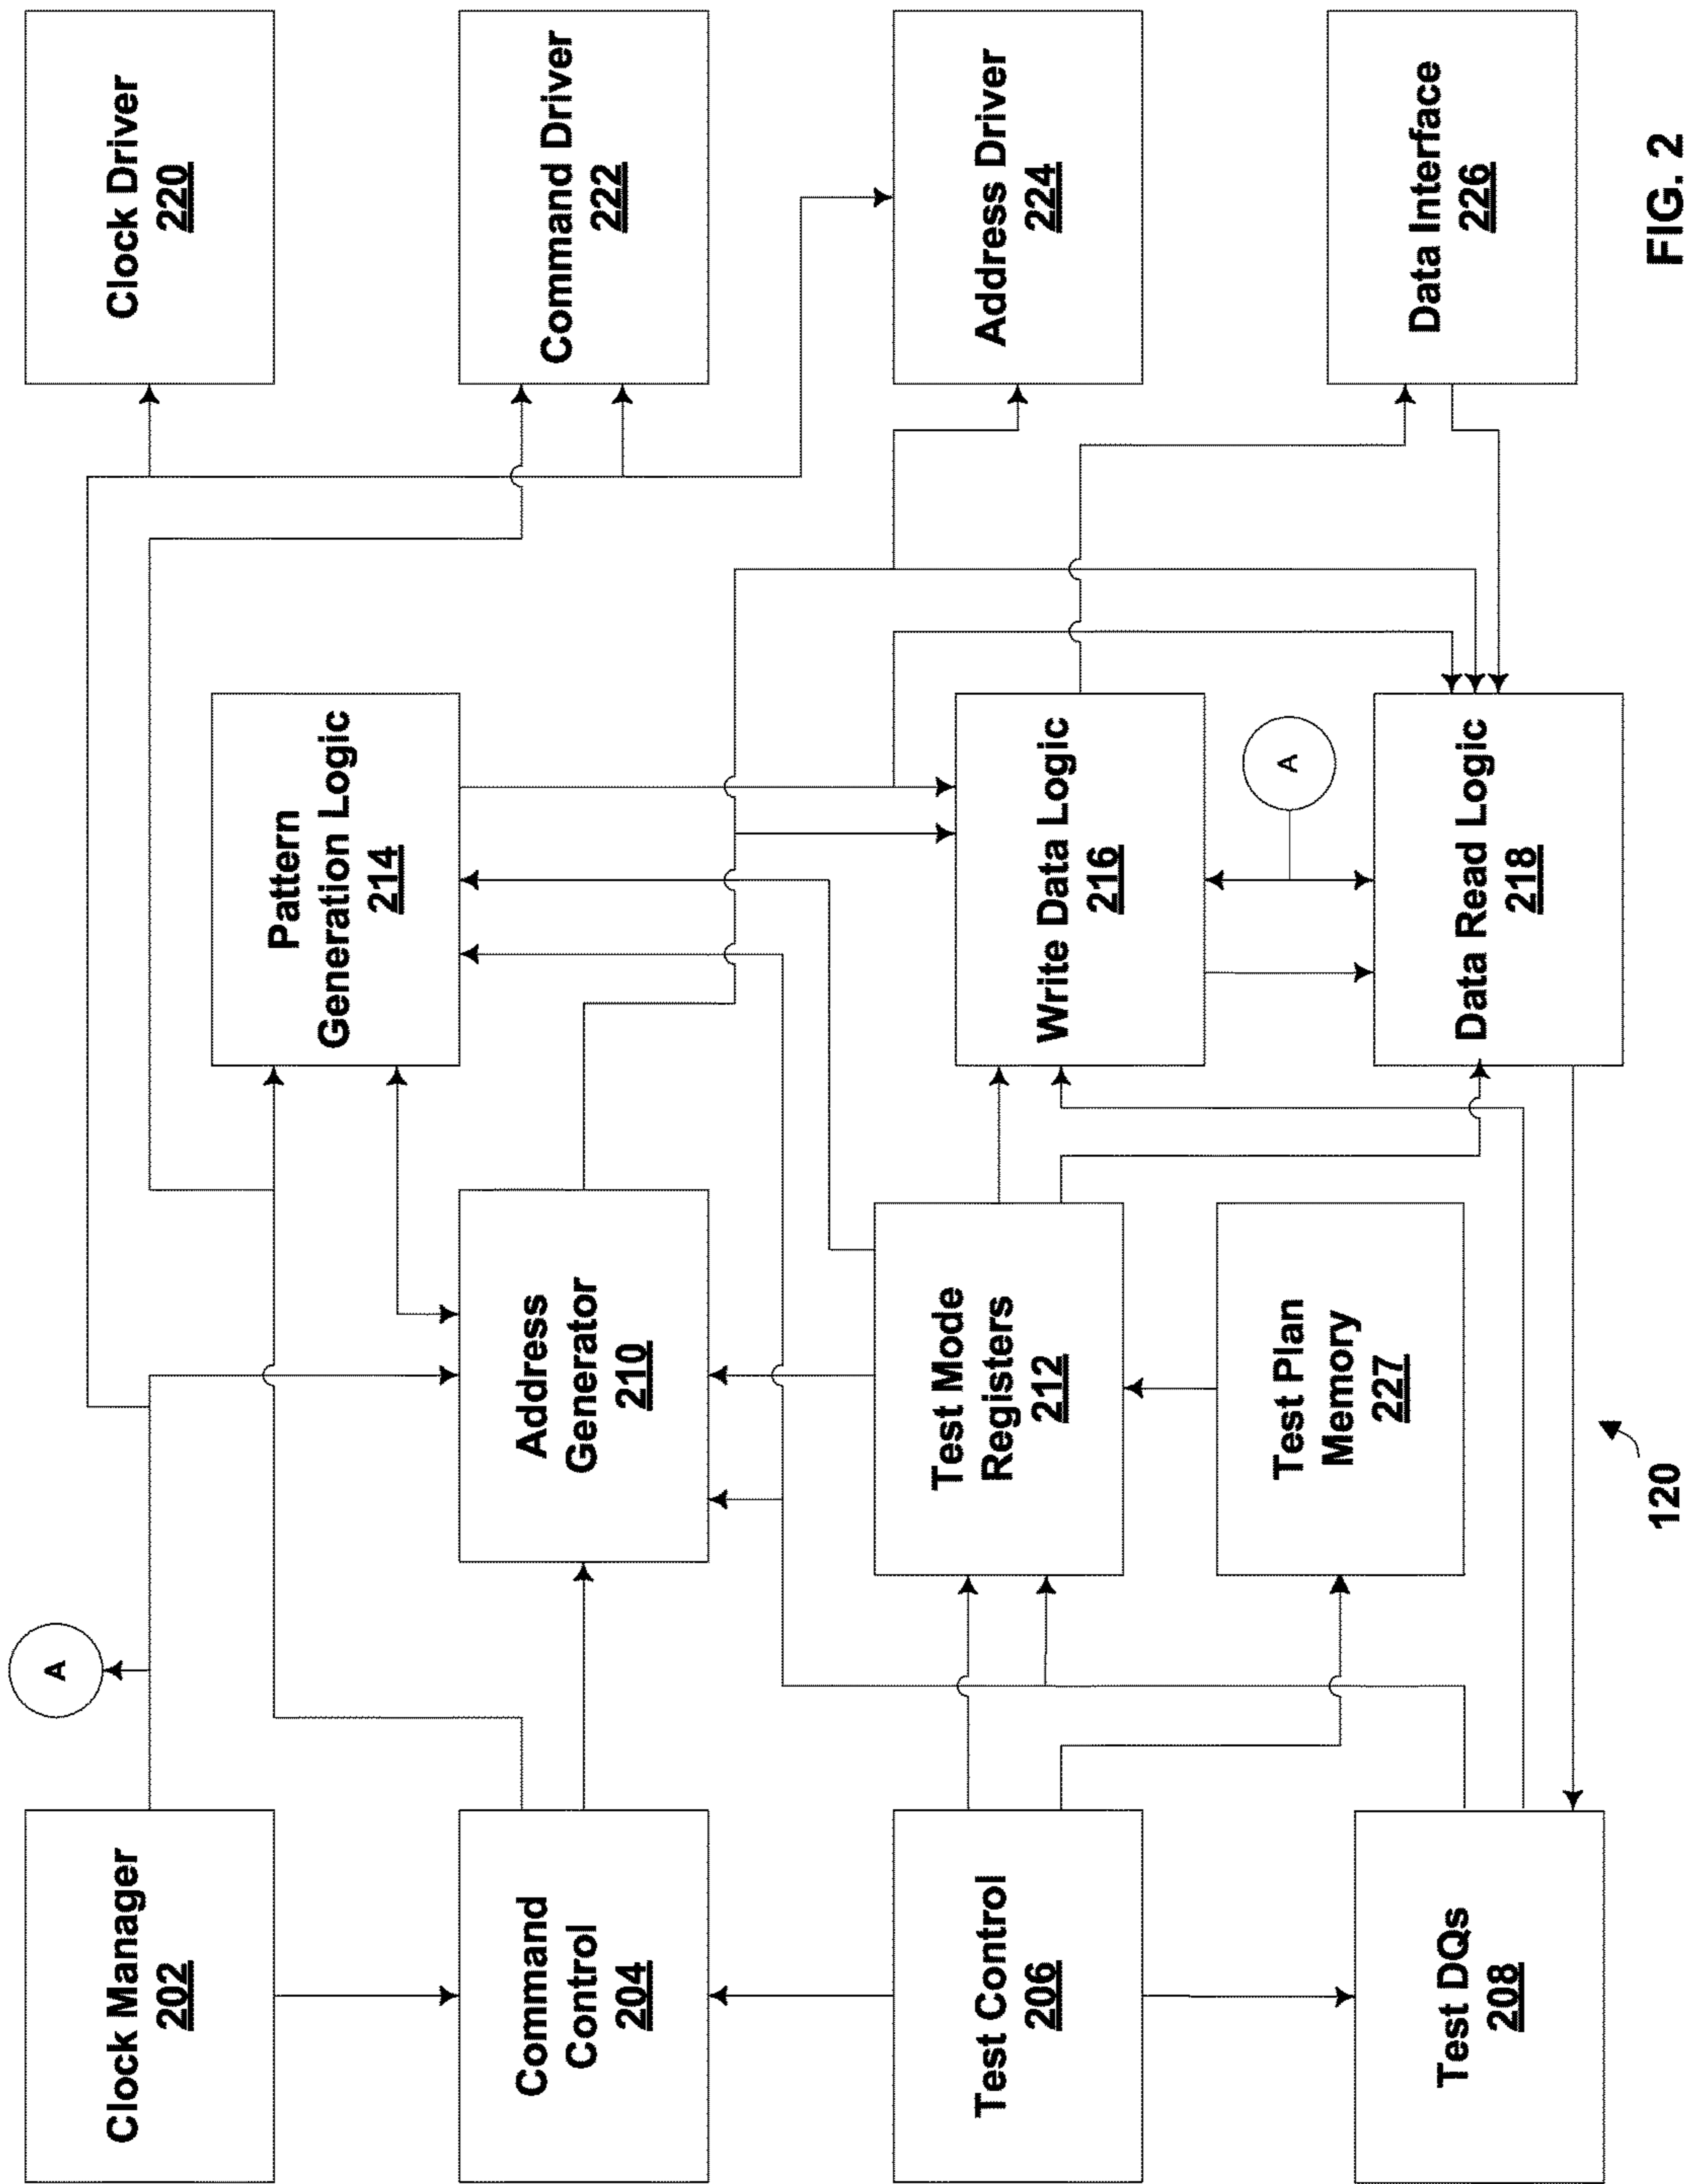 Clock Manager
202
Command
Control
204
Test Control
206
Test DQs
208
A
Address
Generator
210
Test Mode
Registers
212
Test Plan
Memory
227
Pattern
Generation Logic
214
Write Data Logic
216
A
Data Read Logic
218
Clock Driver
220
Command Driver
222
Address Driver
224
Data Interface
226
120
FIG. 2